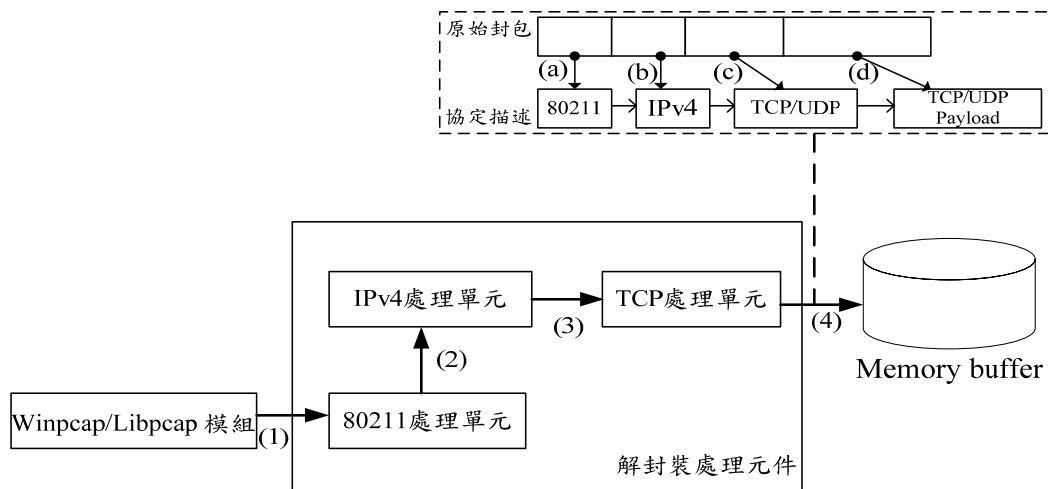 原始封包
(a)
(b)
(c)
(d)
協定描述
80211
IPv4
TCP/UDP
TCP/UDP
Payload
IPv4處理單元
(3)
TCP處理單元
(4)
(2)
Memory buffer
Winpcap/Libpcap 模組
(1)
80211處理單元
解封裝處理元件